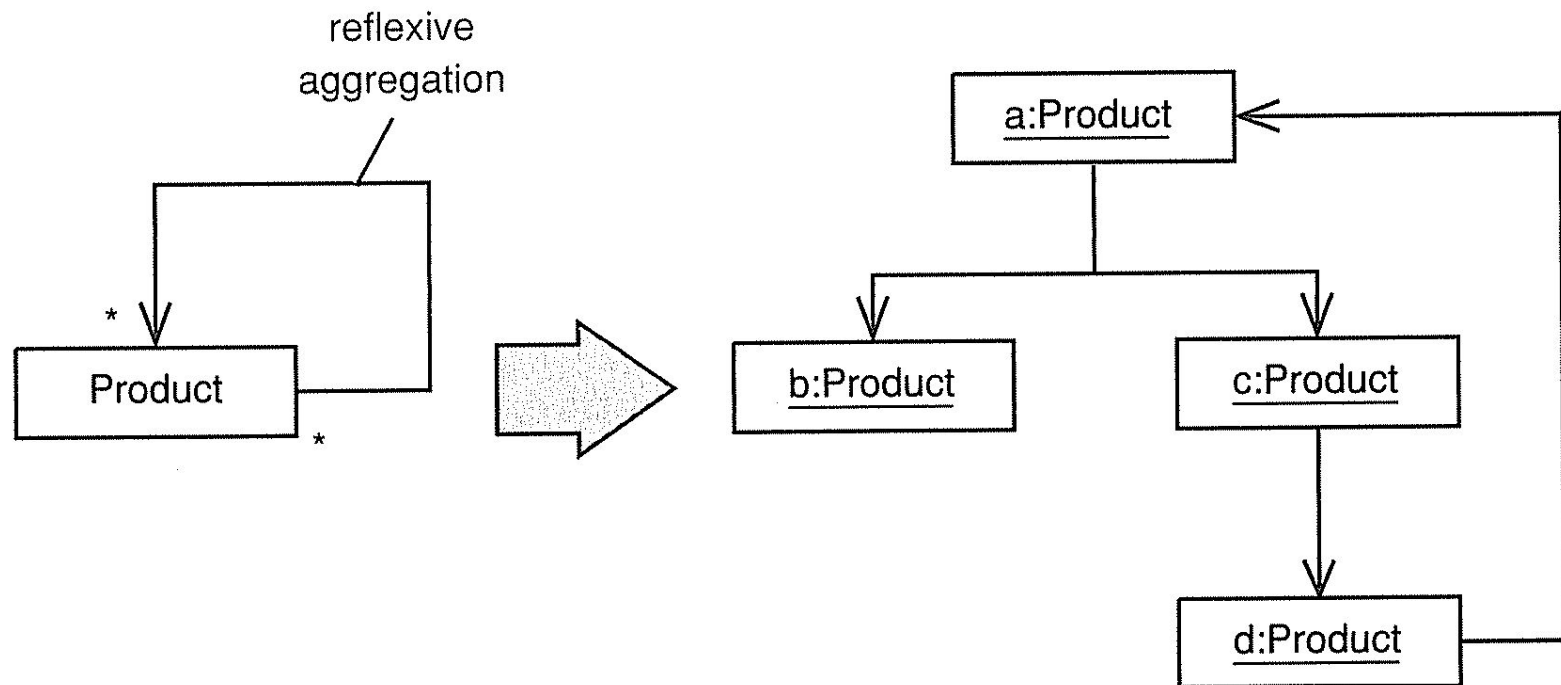 reflexive
aggregation
*
Product
*
a:Product
b:Product
c:Product
d:Product